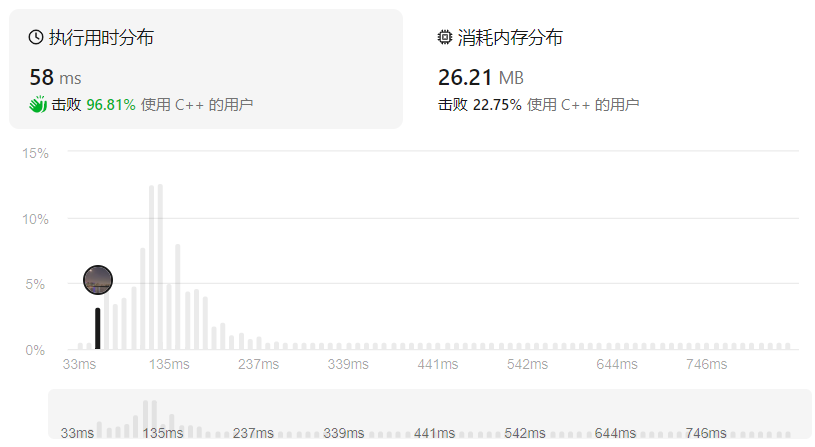 执行用时分布
58 ms
击败 96.81% 使用 C++ 的用户
消耗内存分布
26.21 MB
击败 22.75% 使用 C++ 的用户
15%
10%
5%
0%
33ms 135ms 237ms 339ms 441ms 542ms 644ms 746ms
33ms 135ms 237ms 339ms 441ms 542ms 644ms 746ms